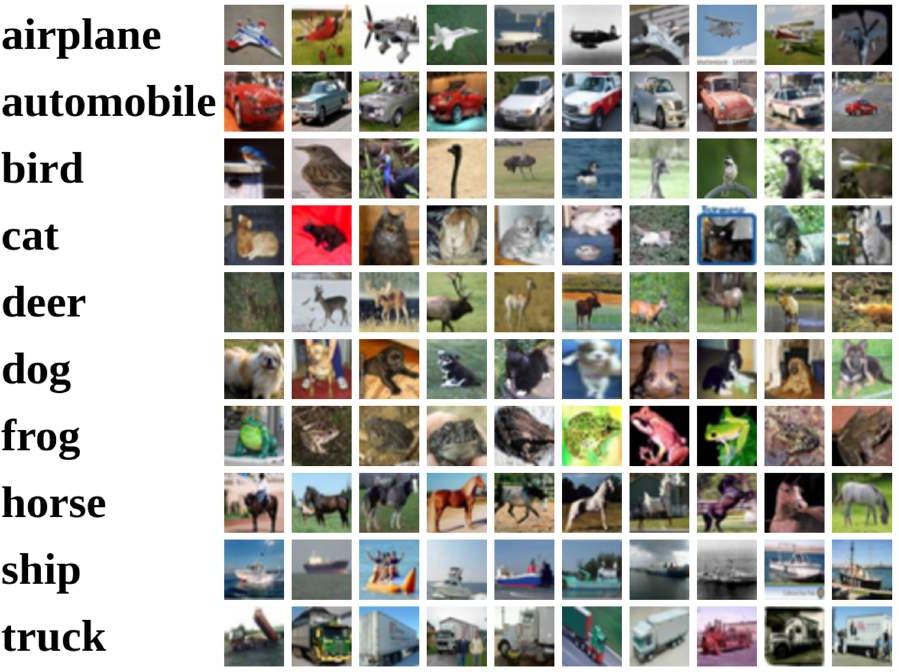 airplane
automobile
bird
cat
deer
dog
frog
horse
ship
truck